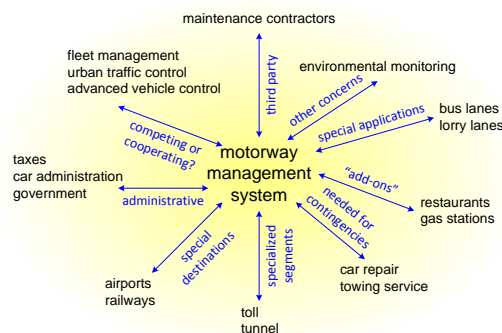 maintenance contractors
fleet management
urban traffic control
advanced vehicle control
third party
other concerns
environmental monitoring
competing or
cooperating?
special applications
bus lanes
lorry lanes
motorway
management
system
taxes
car administration
government
administrative
"add-ons"
restaurants
gas stations
needed for
contingencies
special
destinations
specialized
segments
airports
railways
car repair
towing service
toll
tunnel